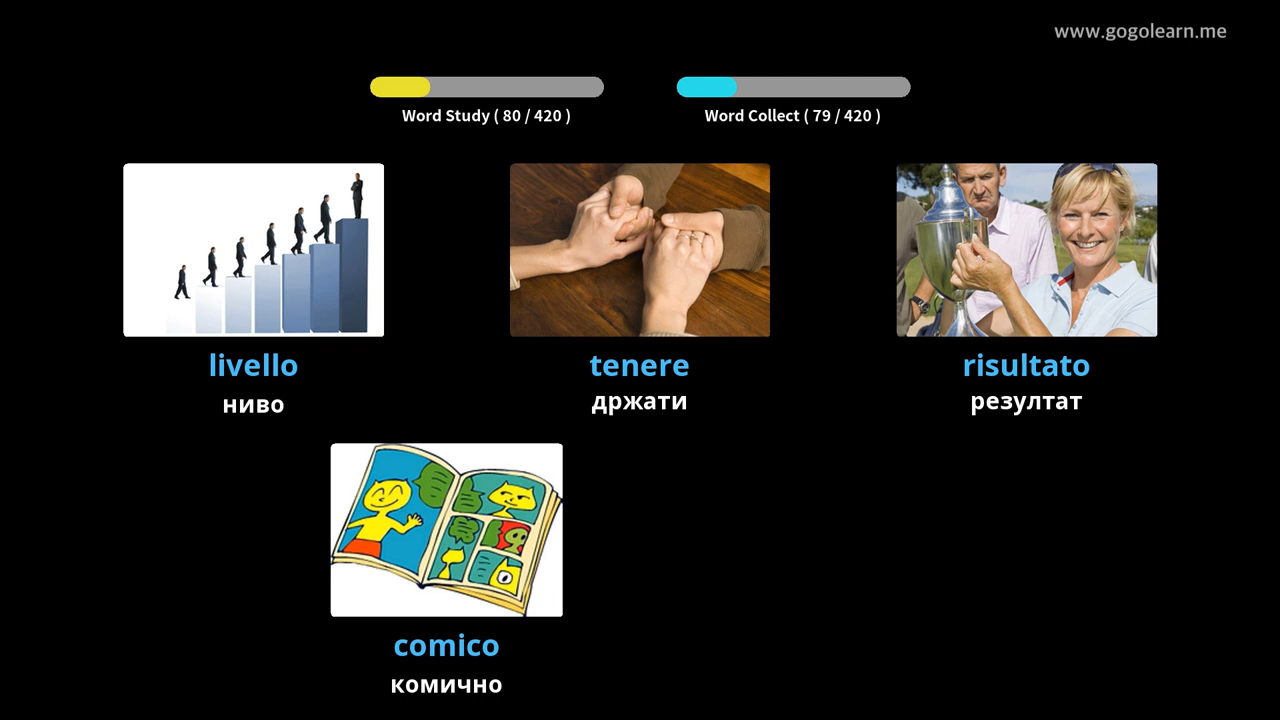 www.gogolearn.me
Word Study ( 80 / 420 )
Word Collect ( 79 / 420 )
livello
ниво
tenere
држати
risultato
резултат
comico
комично